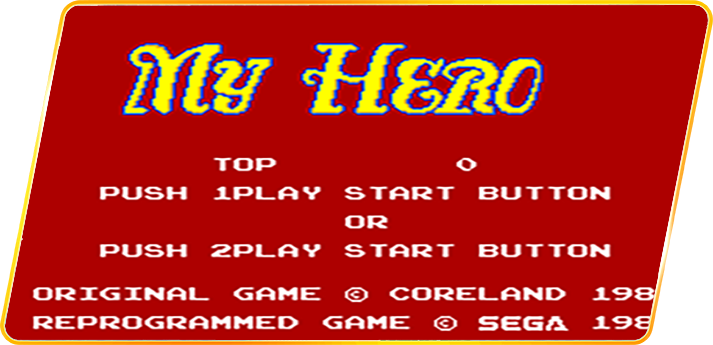 My Hero
TOP 0
PUSH 1PLAY START BUTTON
OR
PUSH 2PLAY START BUTTON
ORIGINAL GAME © CORELAND 198
REPROGRAMMED GAME © SEGA 198